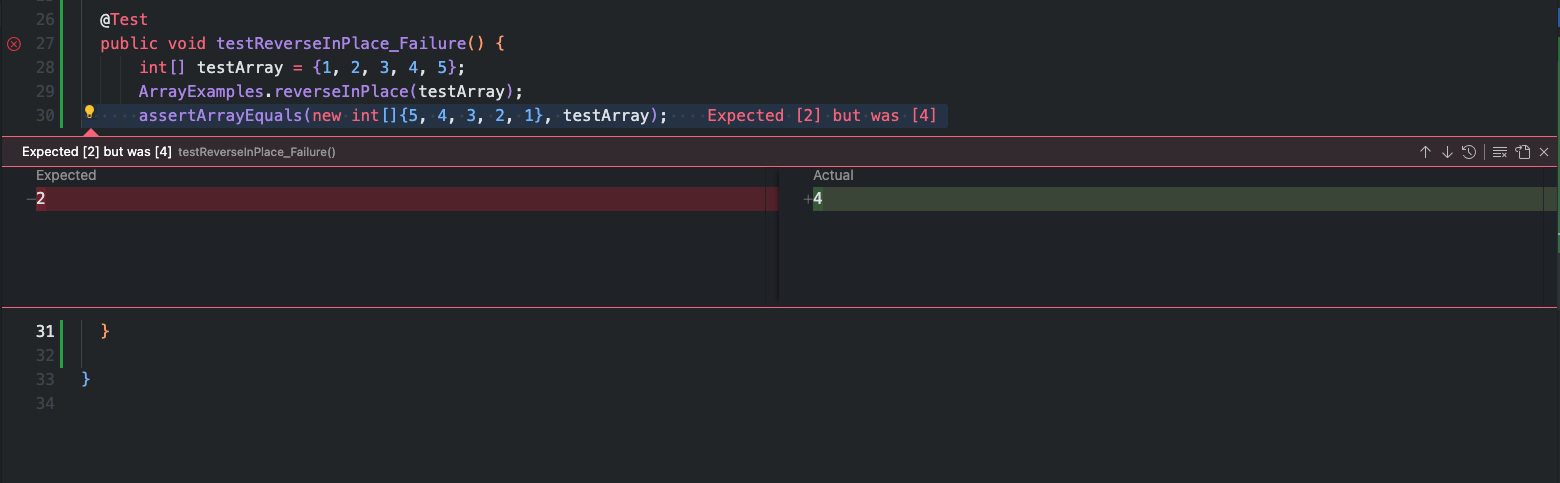 26 @Test
27 public void testReverseInPlace_Failure() {
28 int[] testArray = {1, 2, 3, 4, 5};
29 ArrayExamples.reverseInPlace(testArray);
30 assertArrayEquals(new int[]{5, 4, 3, 2, 1}, testArray); Expected [2] but was [4]
Expected [2] but was [4] testReverseInPlace_Failure()
Expected Actual
−2 +4
31 }
32
33 }
34